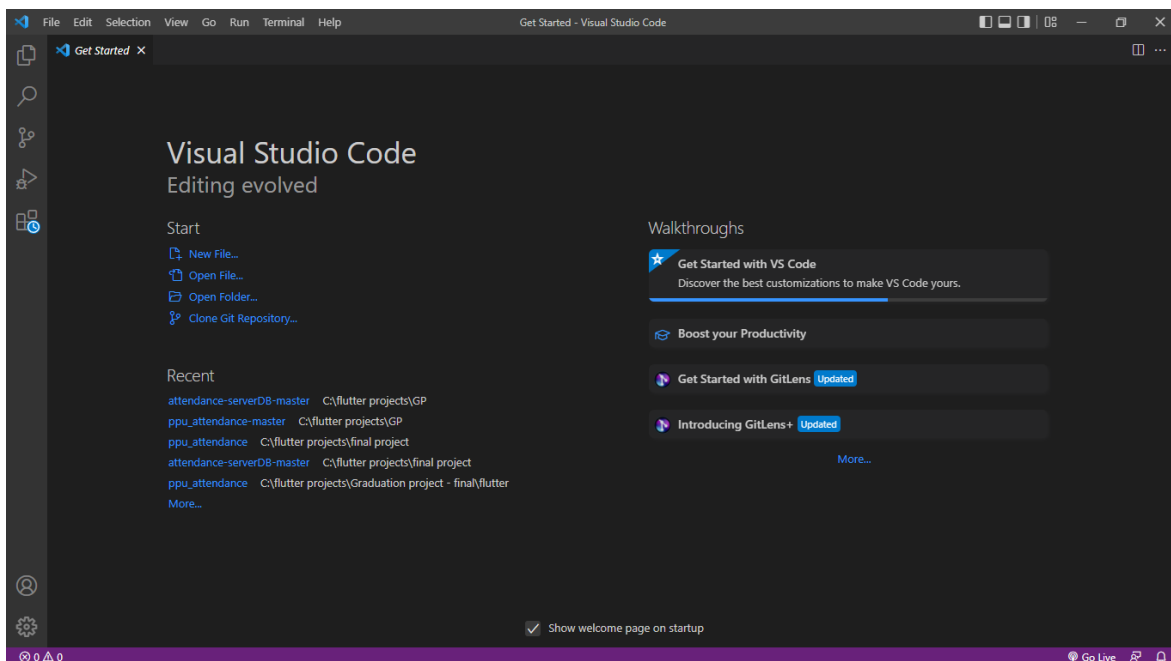 File Edit Selection View Go Run Terminal Help Get Started - Visual Studio Code
Get Started
Visual Studio Code
Editing evolved
Start
New File...
Open File...
Open Folder...
Clone Git Repository...
Recent
attendance-serverDB-master C:\flutter projects\GP
ppu_attendance-master C:\flutter projects\GP
ppu_attendance C:\flutter projects\final project
attendance-serverDB-master C:\flutter projects\final project
ppu_attendance C:\flutter projects\Graduation project - final\flutter
More...
Walkthroughs
Get Started with VS Code
Discover the best customizations to make VS Code yours.
Boost your Productivity
Get Started with GitLens Updated
Introducing GitLens+ Updated
More...
Show welcome page on startup
0 0 Go Live